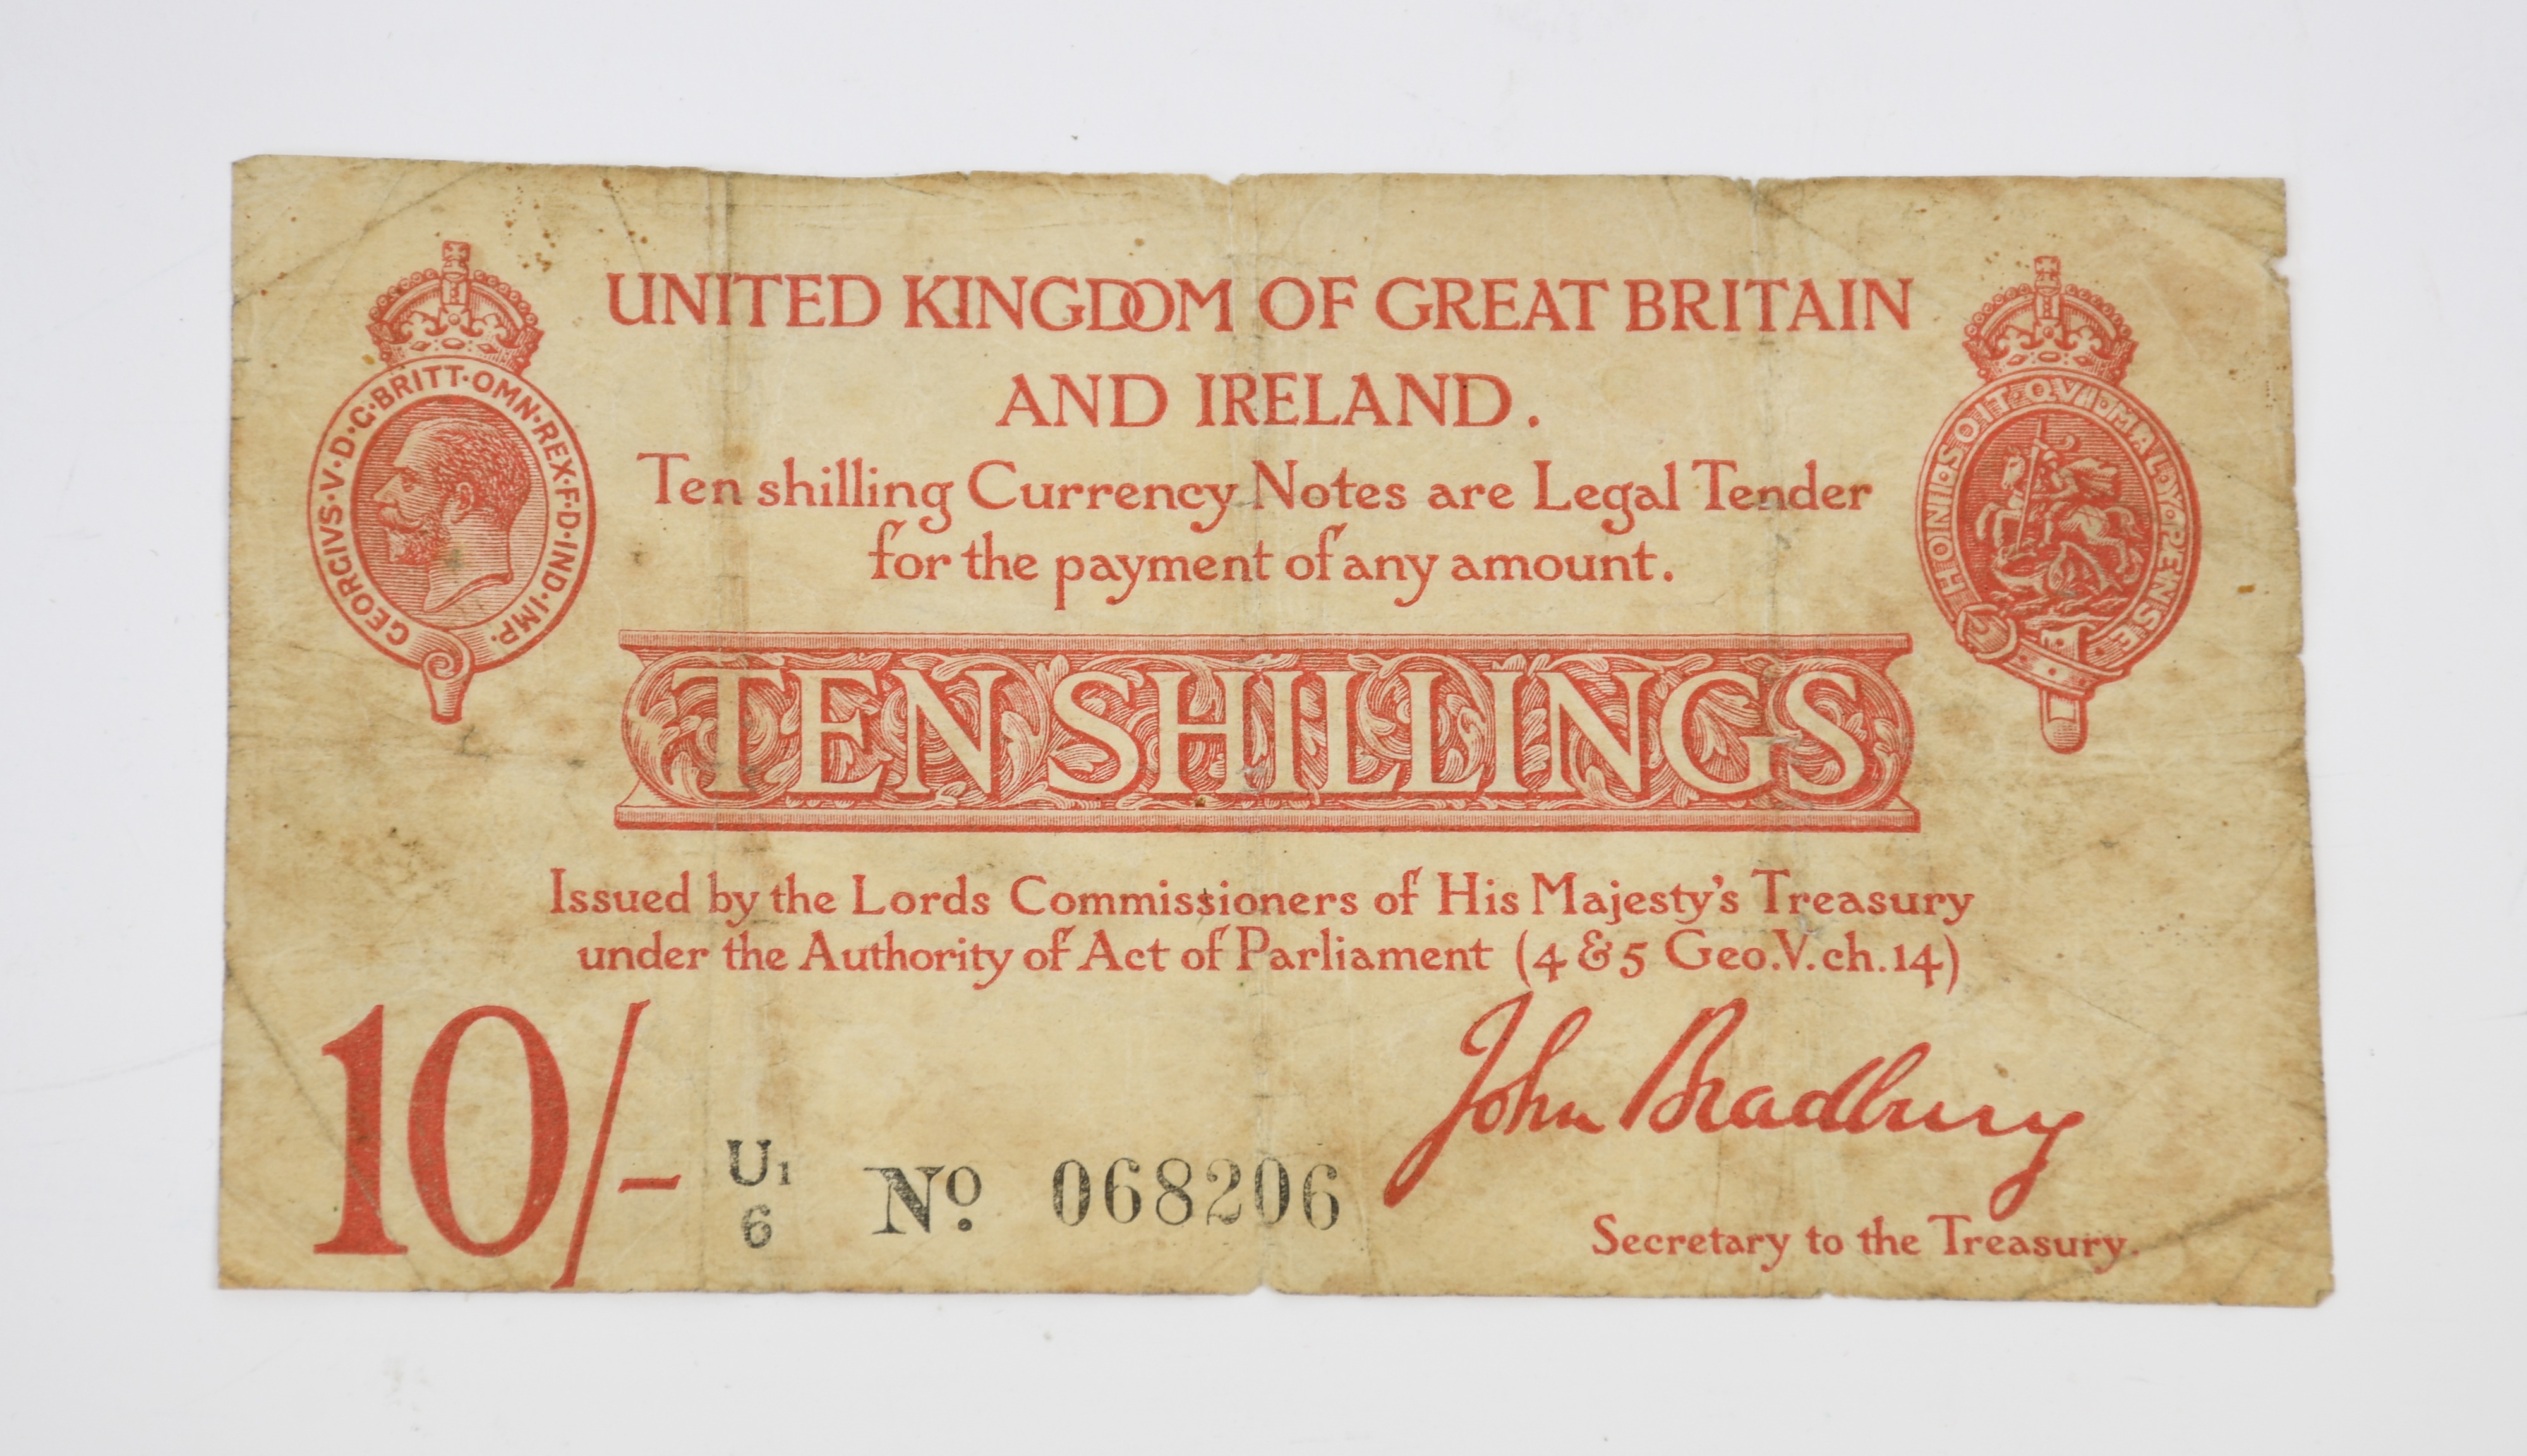 UNITED KINGDOM OF GREAT BRITAIN
AND IRELAND.
GEORGIVS·V·D·G·BRITT·OMN·REX·F·D·IND·IMP·
HONI·SOIT·QVI·MAL·Y·PENSE
Ten shilling Currency Notes are Legal Tender
for the payment of any amount.
TEN SHILLINGS
Issued by the Lords Commissioners of His Majesty's Treasury
under the Authority of Act of Parliament (4 & 5 Geo.V. ch.14)
10/-
U1
6
No. 068206
John Bradbury
Secretary to the Treasury.